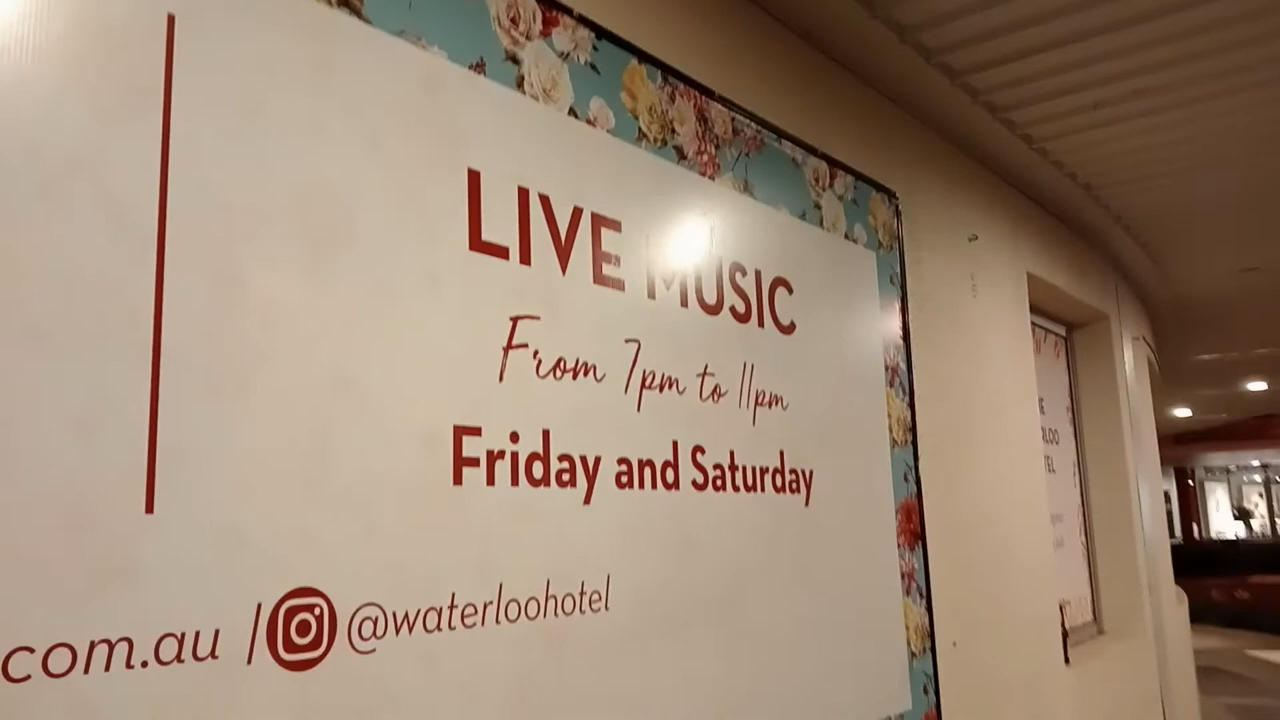 LIVE MUSIC
From 7pm to 11pm
Friday and Saturday
com.au / @waterloohotel